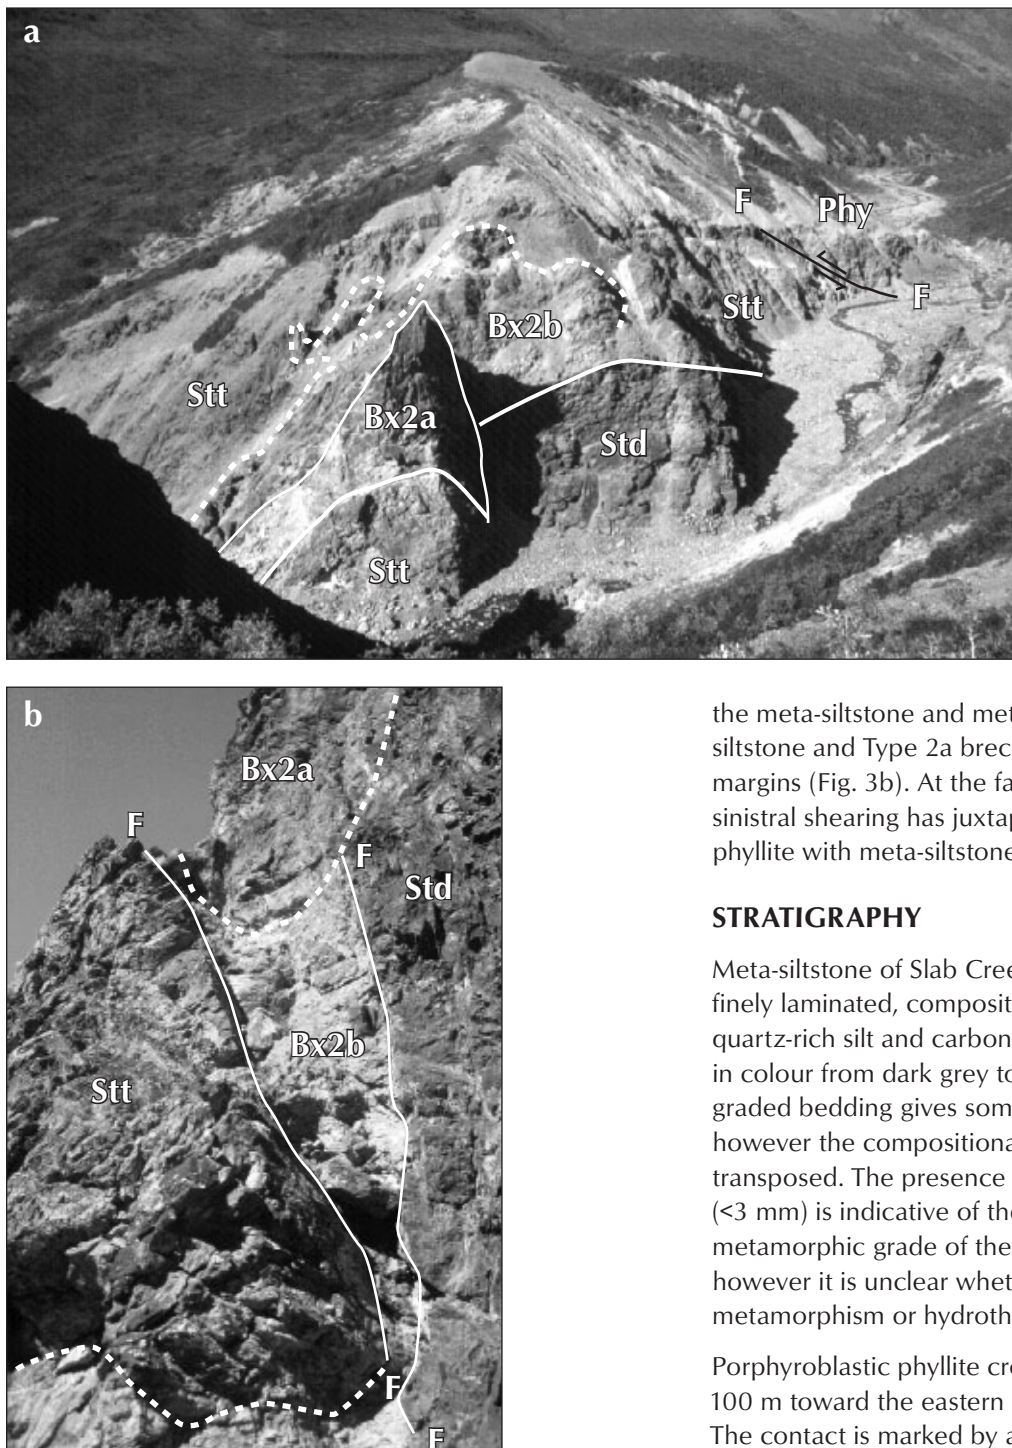 a
F
Phy
F
Stt
Bx2b
Stt
Bx2a
Std
Stt
b
Bx2a
F
F
Std
Bx2b
Stt
F
F
the meta-siltstone and met
siltstone and Type 2a brec
margins (Fig. 3b). At the fa
sinistral shearing has juxtap
phyllite with meta-siltstone
STRATIGRAPHY
Meta-siltstone of Slab Cree
finely laminated, composit
quartz-rich silt and carbon
in colour from dark grey to
graded bedding gives som
however the compositiona
transposed. The presence
(<3 mm) is indicative of the
metamorphic grade of the
however it is unclear whet
metamorphism or hydroth
Porphyroblastic phyllite cr
100 m toward the eastern
The contact is marked by a